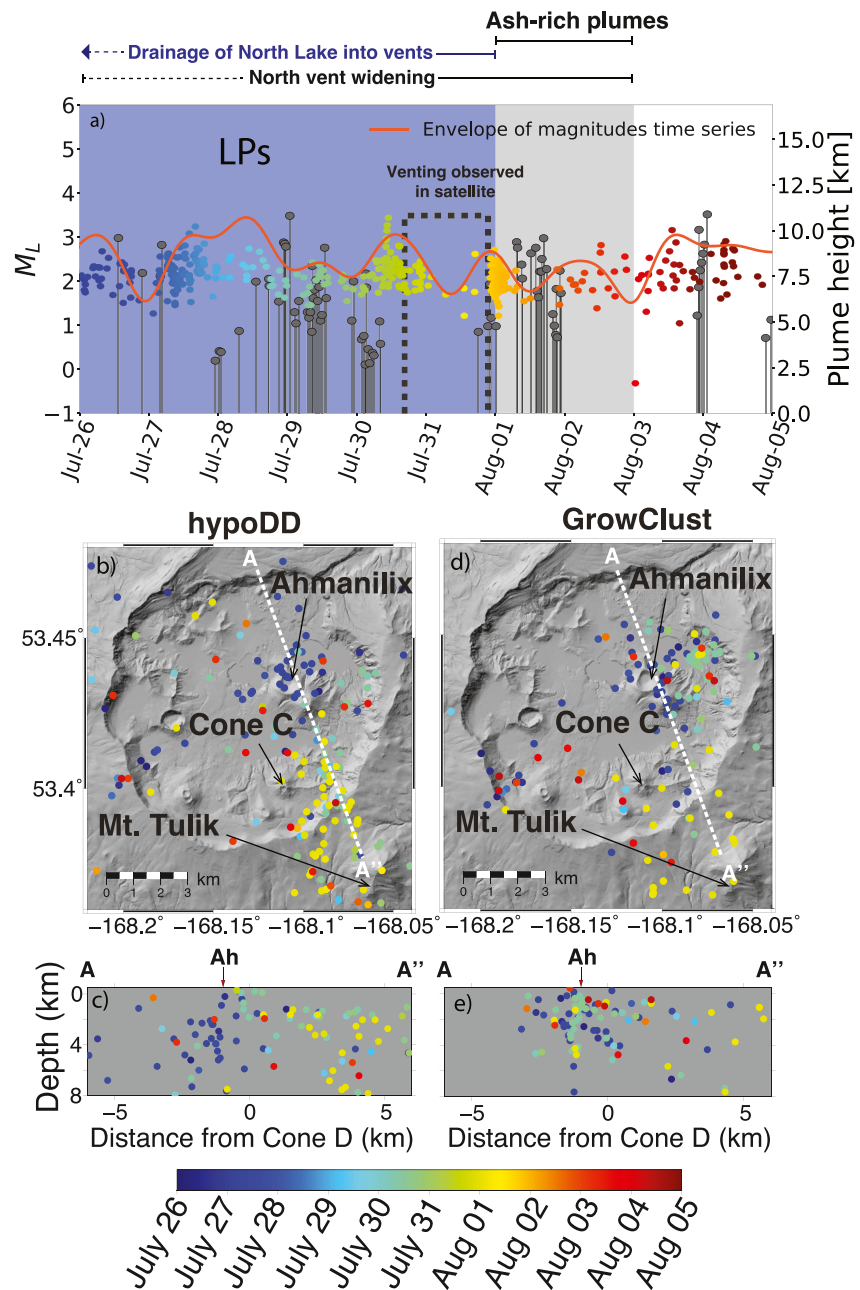 Ash-rich plumes
Drainage of North Lake into vents
North vent widening
a)
LPs
Envelope of magnitudes time series
Venting observed
in satellite
6
5
4
3
2
1
0
−1
M_L
15.0
12.5
10.0
7.5
5.0
2.5
0.0
Plume height [km]
Jul-26
Jul-27
Jul-28
Jul-29
Jul-30
Jul-31
Aug-01
Aug-02
Aug-03
Aug-04
Aug-05
hypoDD
GrowClust
b)
A
Ahmanilix
Cone C
Mt. Tulik
A''
km
0 1 2 3
53.45°
53.4°
−168.2° −168.15° −168.1° −168.05°
d)
A
Ahmanilix
Cone C
Mt. Tulik
A''
km
0 1 2 3
−168.2° −168.15° −168.1° −168.05°
A Ah A''
c)
0
4
8
Depth (km)
−5 0 5
Distance from Cone D (km)
A Ah A''
e)
−5 0 5
Distance from Cone D (km)
July 26
July 27
July 28
July 29
July 30
July 31
Aug 01
Aug 02
Aug 03
Aug 04
Aug 05